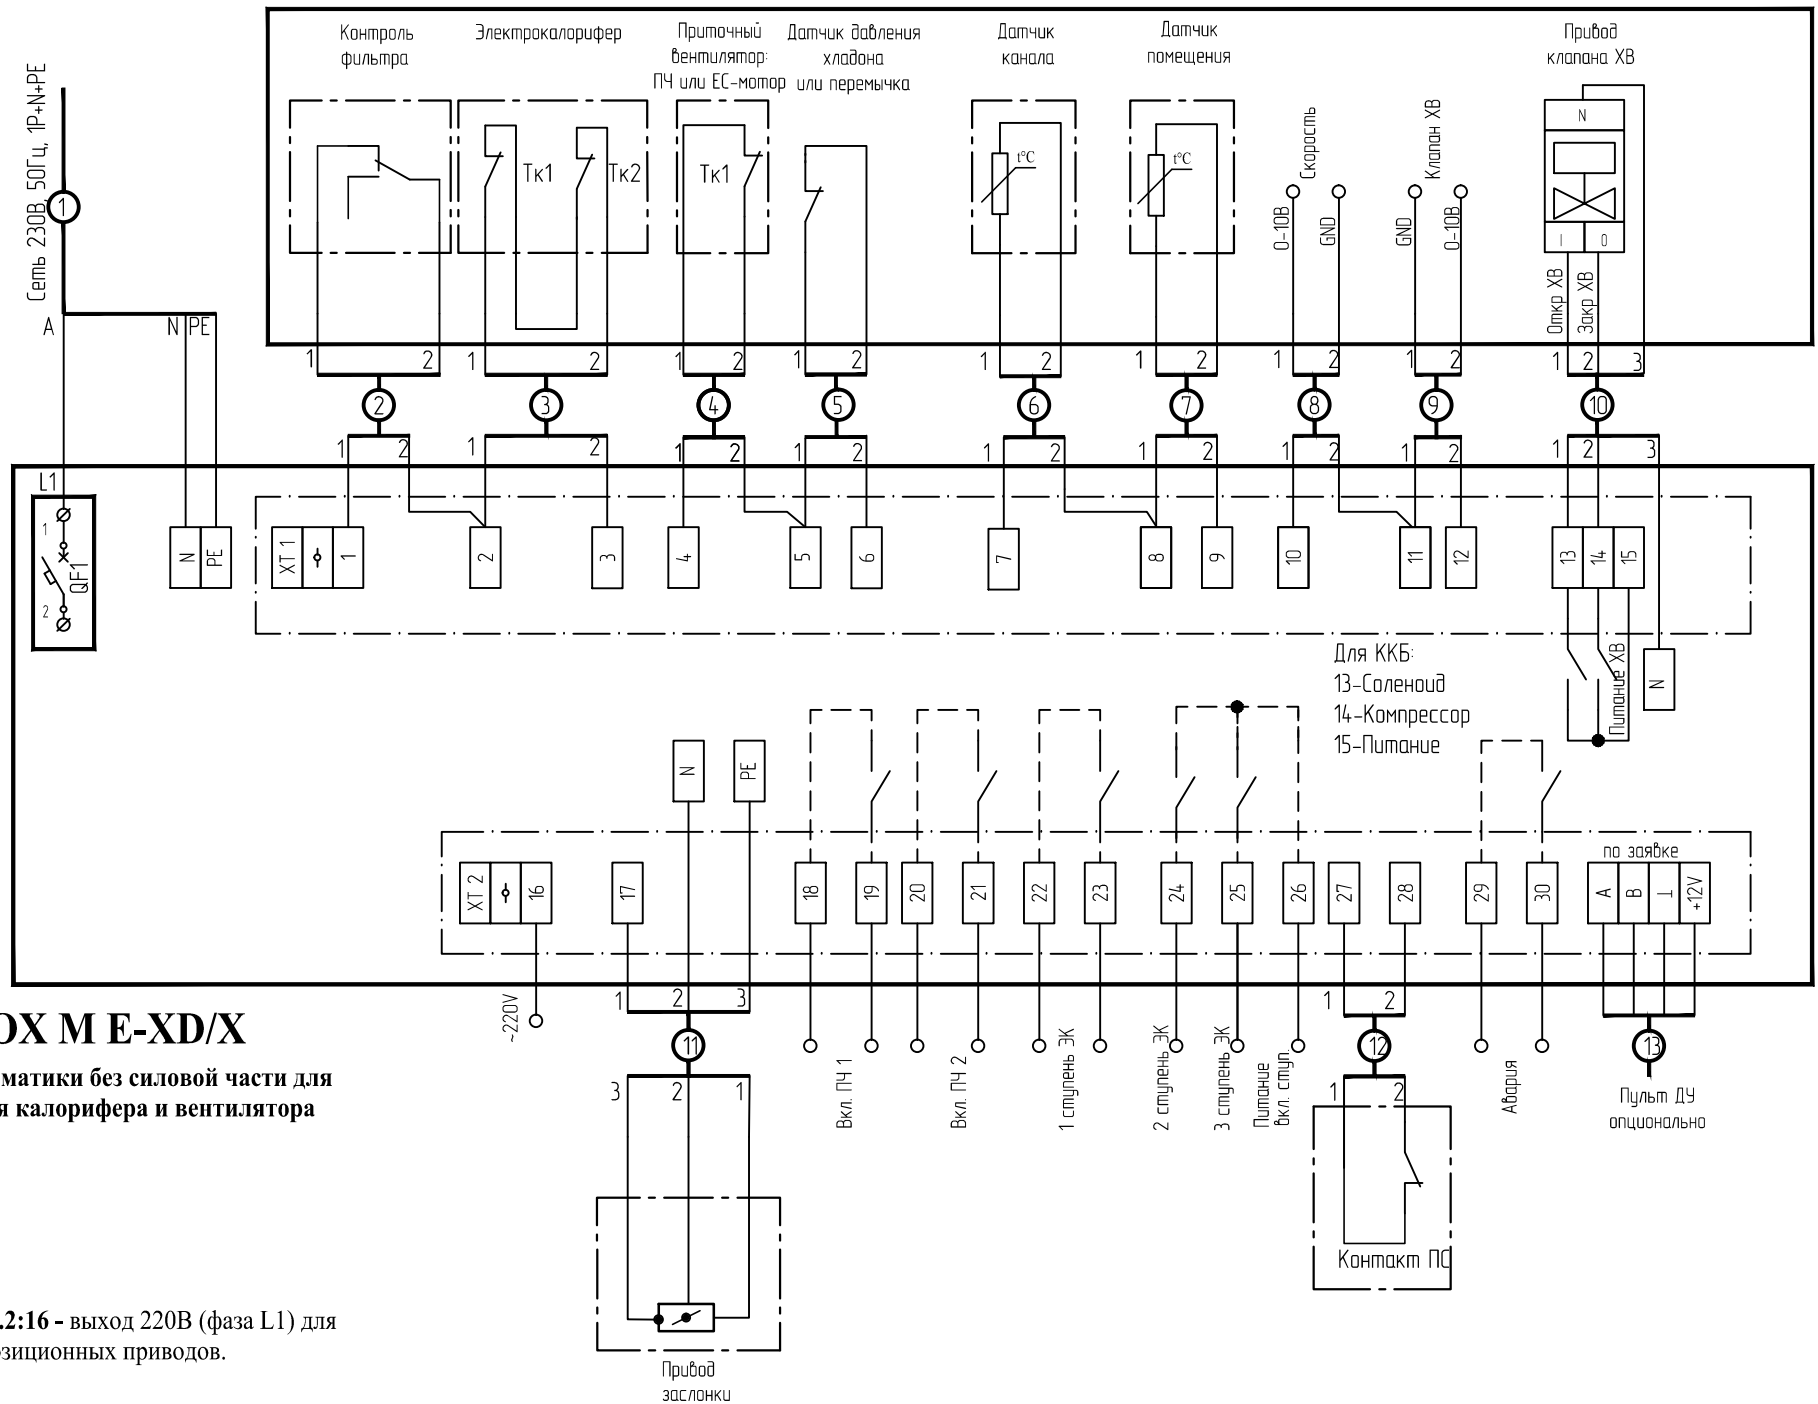 Контроль
фильтра
Электрокалорифер
Приточный
вентилятор:
ПЧ или ЕС-мотор
Датчик давления
хладона
или перемычка
Датчик
канала
Датчик
помещения
Привод
клапана ХВ
Сеть 230В, 50Гц, 1P+N+PE
1
A
N
PE
Тк1
Тк2
Тк1
t°C
t°C
Скорость
0-10В
GND
Клапан ХВ
GND
0-10В
N
I
0
Откр ХВ
Закр ХВ
1 2 1 2 1 2 1 2 1 2 1 2 1 2 1 2 1 2 3
2 3 4 5 6 7 8 9 10
1 2 2 2 1 2 1 2 1 2 1 2 1 2 1 2 1 2 3
L1
1
2
QF1
N
PE
XT 1
1
2
3
4
5
6
7
8
9
10
11
12
13
14
15
Для ККБ:
13-Соленоид
14-Компрессор
15-Питание
Питание ХВ
N
N
PE
по заявке
XT 2
16
17
18
19
20
21
22
23
24
25
26
27
28
29
30
A
B
⊥
+12V
~220V
1 2 3
11
3 2 1
Вкл. ПЧ 1
Вкл. ПЧ 2
1 ступень ЭК
2 ступень ЭК
3 ступень ЭК
Питание
вкл. ступ.
1 2
12
1 2
Авария
13
Пульт ДУ
опционально
Контакт ПС
Привод
заслонки
OX M E-XD/X
матики без силовой части для
я калорифера и вентилятора
.2:16 - выход 220В (фаза L1) для
зиционных приводов.